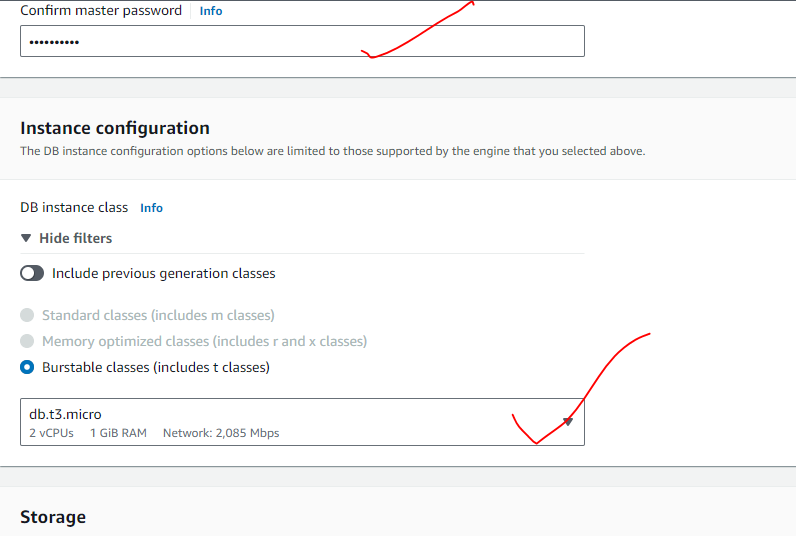 Confirm master password Info
••••••••••
Instance configuration
The DB instance configuration options below are limited to those supported by the engine that you selected above.
DB instance class Info
Hide filters
Include previous generation classes
Standard classes (includes m classes)
Memory optimized classes (includes r and x classes)
Burstable classes (includes t classes)
db.t3.micro
2 vCPUs 1 GiB RAM Network: 2,085 Mbps
Storage